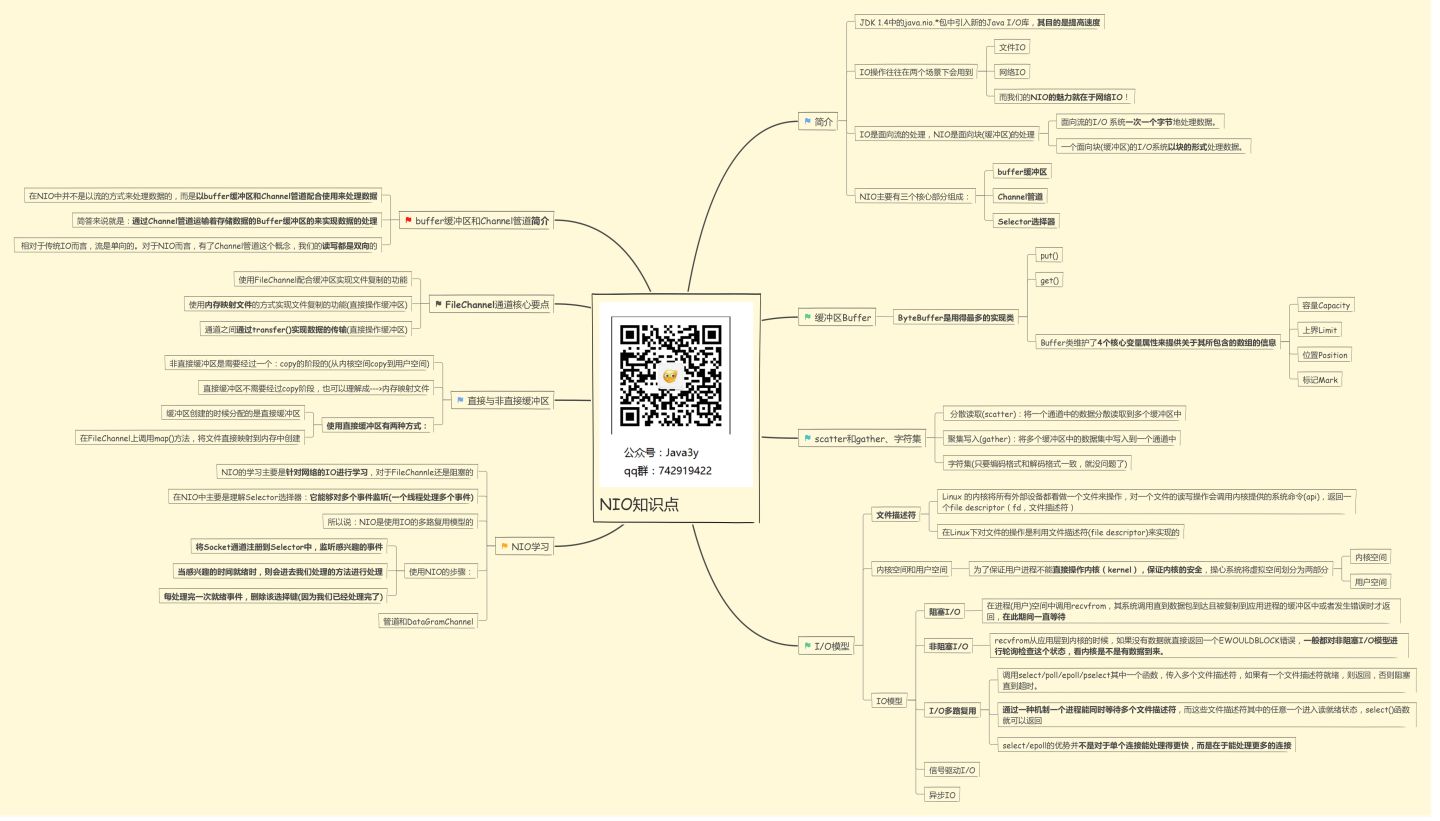 NIO知识点
公众号：Java3y
qq群：742919422
简介
JDK 1.4中的java.nio.*包中引入新的Java I/O库，其目的是提高速度
IO操作往往在两个场景下会用到
文件IO
网络IO
而我们的NIO的魅力就在于网络IO！
IO是面向流的处理，NIO是面向块(缓冲区)的处理
面向流的I/O 系统一次一个字节地处理数据。
一个面向块(缓冲区)的I/O系统以块的形式处理数据。
NIO主要有三个核心部分组成：
buffer缓冲区
Channel管道
Selector选择器
缓冲区Buffer
ByteBuffer是用得最多的实现类
put()
get()
Buffer类维护了4个核心变量属性来提供关于其所包含的数组的信息
容量Capacity
上界Limit
位置Position
标记Mark
scatter和gather、字符集
分散读取(scatter)：将一个通道中的数据分散读取到多个缓冲区中
聚集写入(gather)：将多个缓冲区中的数据集中写入到一个通道中
字符集(只要编码格式和解码格式一致，就没问题了)
I/O模型
文件描述符
Linux 的内核将所有外部设备都看做一个文件来操作，对一个文件的读写操作会调用内核提供的系统命令(api)，返回一
个file descriptor（fd，文件描述符）
在Linux下对文件的操作是利用文件描述符(file descriptor)来实现的
内核空间和用户空间
为了保证用户进程不能直接操作内核（kernel），保证内核的安全，操心系统将虚拟空间划分为两部分
内核空间
用户空间
IO模型
阻塞I/O
在进程(用户)空间中调用recvfrom，其系统调用直到数据包到达且被复制到应用进程的缓冲区中或者发生错误时才返
回，在此期间一直等待
非阻塞I/O
recvfrom从应用层到内核的时候，如果没有数据就直接返回一个EWOULDBLOCK错误，一般都对非阻塞I/O模型进
行轮询检查这个状态，看内核是不是有数据到来。
I/O多路复用
调用select/poll/epoll/pselect其中一个函数，传入多个文件描述符，如果有一个文件描述符就绪，则返回，否则阻塞
直到超时。
通过一种机制一个进程能同时等待多个文件描述符，而这些文件描述符其中的任意一个进入读就绪状态，select()函数
就可以返回
select/epoll的优势并不是对于单个连接能处理得更快，而是在于能处理更多的连接
信号驱动I/O
异步IO
buffer缓冲区和Channel管道简介
在NIO中并不是以流的方式来处理数据的，而是以buffer缓冲区和Channel管道配合使用来处理数据
简答来说就是：通过Channel管道运输着存储数据的Buffer缓冲区的来实现数据的处理
相对于传统IO而言，流是单向的。对于NIO而言，有了Channel管道这个概念，我们的读写都是双向的
FileChannel通道核心要点
使用FileChannel配合缓冲区实现文件复制的功能
使用内存映射文件的方式实现文件复制的功能(直接操作缓冲区)
通道之间通过transfer()实现数据的传输(直接操作缓冲区)
直接与非直接缓冲区
非直接缓冲区是需要经过一个：copy的阶段的(从内核空间copy到用户空间)
直接缓冲区不需要经过copy阶段，也可以理解成--->内存映射文件
使用直接缓冲区有两种方式：
缓冲区创建的时候分配的是直接缓冲区
在FileChannel上调用map()方法，将文件直接映射到内存中创建
NIO学习
NIO的学习主要是针对网络的IO进行学习，对于FileChannle还是阻塞的
在NIO中主要是理解Selector选择器：它能够对多个事件监听(一个线程处理多个事件)
所以说：NIO是使用IO的多路复用模型的
使用NIO的步骤：
将Socket通道注册到Selector中，监听感兴趣的事件
当感兴趣的时间就绪时，则会进去我们处理的方法进行处理
每处理完一次就绪事件，删除该选择键(因为我们已经处理完了)
管道和DataGramChannel